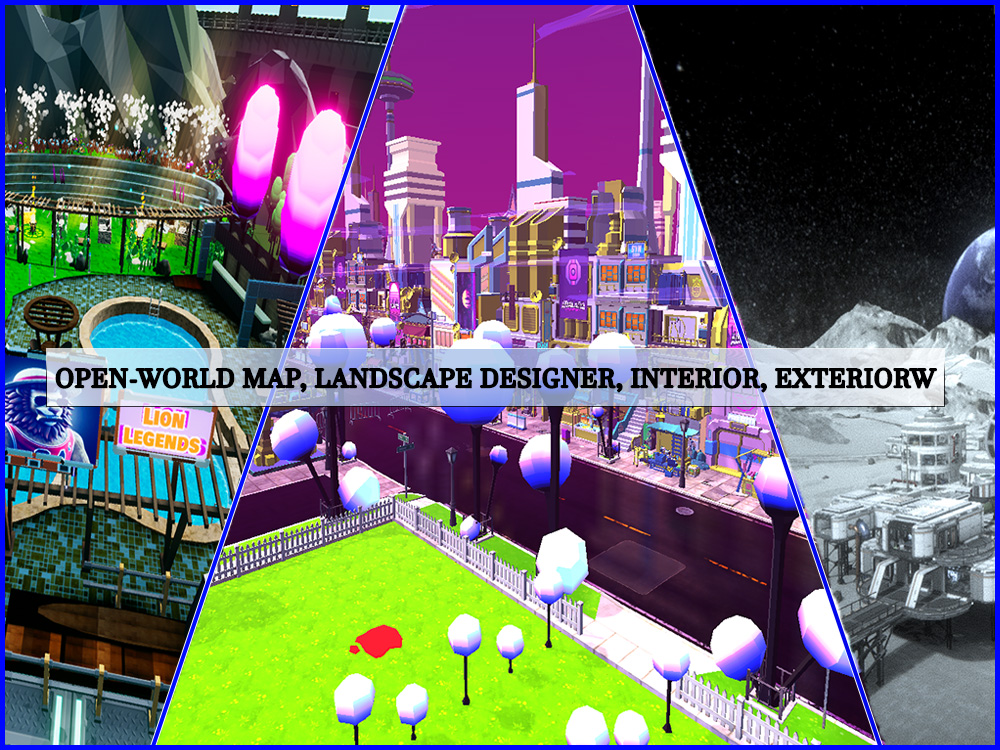 OPEN-WORLD MAP, LANDSCAPE DESIGNER, INTERIOR, EXTERIORW
LION
LEGENDS